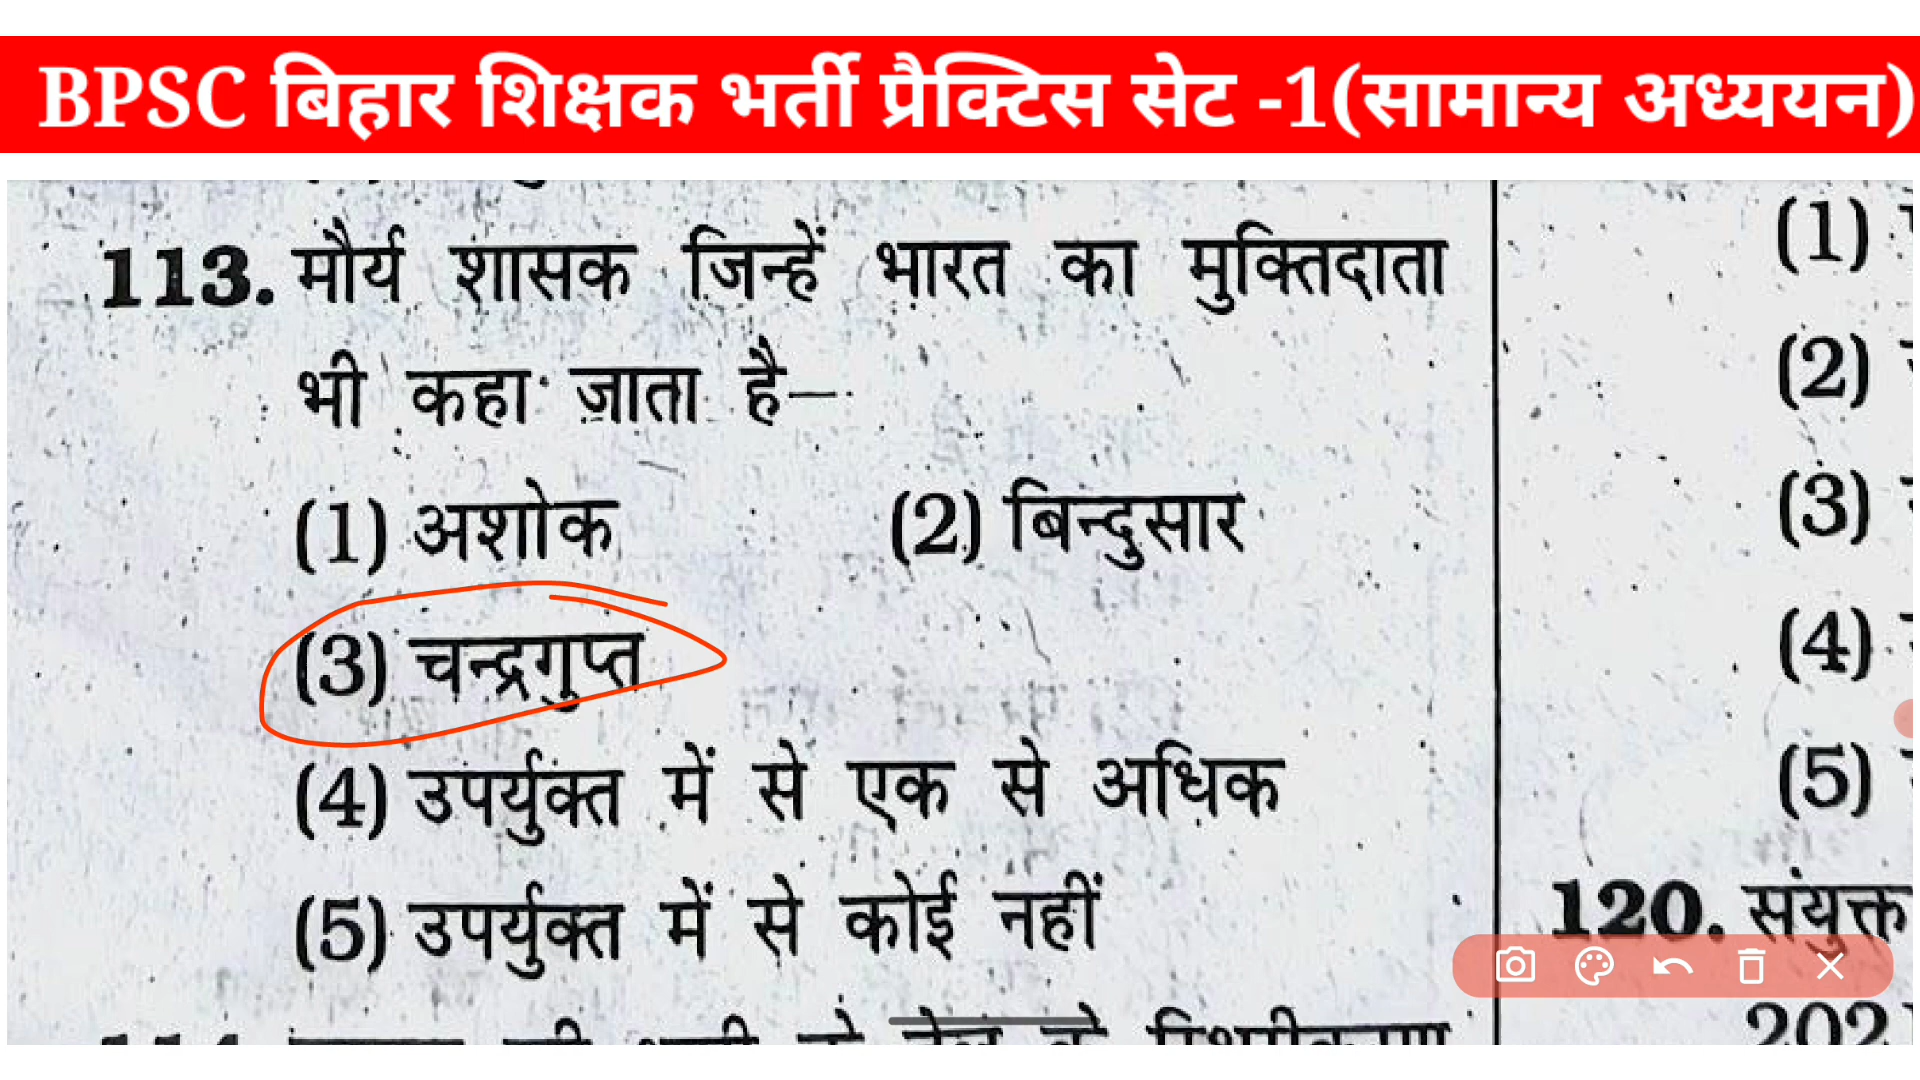 BPSC बिहार शिक्षक भर्ती प्रैक्टिस सेट -1(सामान्य अध्ययन)
113. मौर्य शासक जिन्हें भारत का मुक्तिदाता
भी कहा जाता है—
(1) अशोक (2) बिन्दुसार
(3) चन्द्रगुप्त
(4) उपर्युक्त में से एक से अधिक
(5) उपर्युक्त में से कोई नहीं
(1)
(2)
(3)
(4)
(5)
120. संयुक्त
202